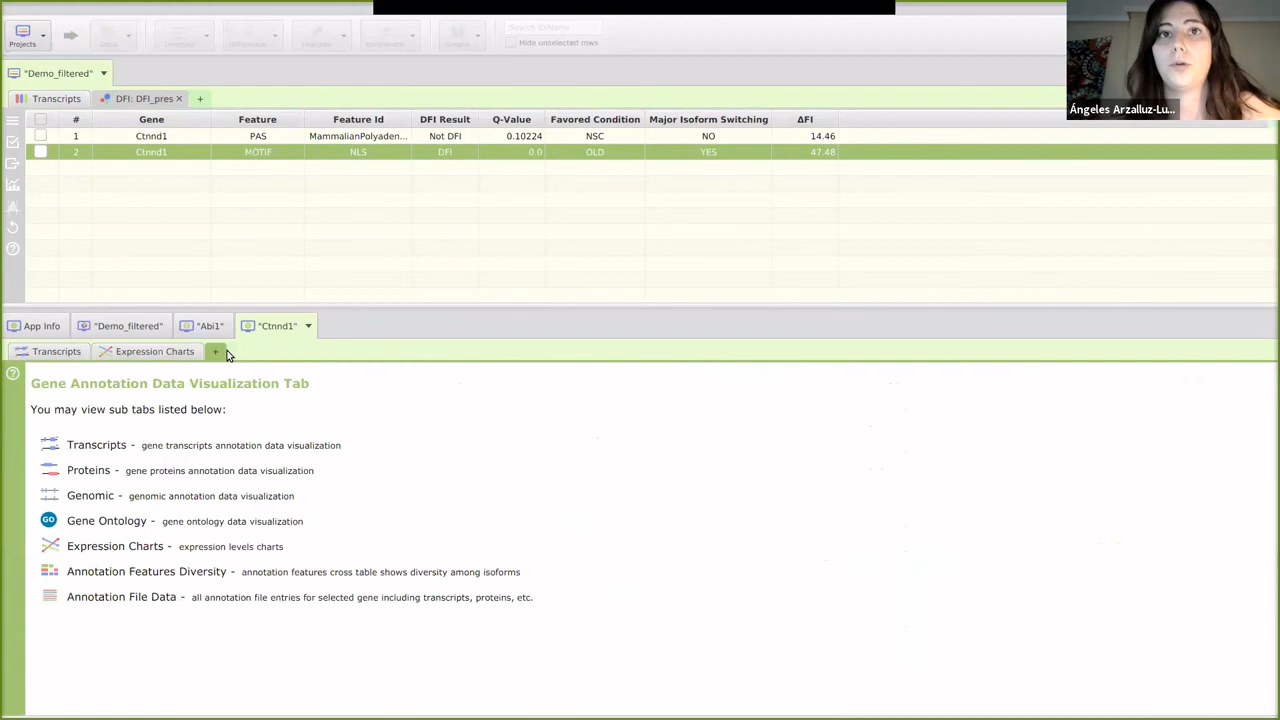 Projects
Search ID/Name
Hide unselected rows
Ángeles Arzalluz-Lu...
"Demo_filtered"
Transcripts DFI: DFI_pres +
# Gene Feature Feature Id DFI Result Q-Value Favored Condition Major Isoform Switching ΔFI
1 Ctnnd1 PAS MammalianPolyaden... Not DFI 0.10224 NSC NO 14.46
2 Ctnnd1 MOTIF NLS DFI 0.0 OLD YES 47.48
App Info "Demo_filtered" "Abi1" "Ctnnd1"
Transcripts Expression Charts +
Gene Annotation Data Visualization Tab
You may view sub tabs listed below:
Transcripts - gene transcripts annotation data visualization
Proteins - gene proteins annotation data visualization
Genomic - genomic annotation data visualization
GO Gene Ontology - gene ontology data visualization
Expression Charts - expression levels charts
Annotation Features Diversity - annotation features cross table shows diversity among isoforms
Annotation File Data - all annotation file entries for selected gene including transcripts, proteins, etc.